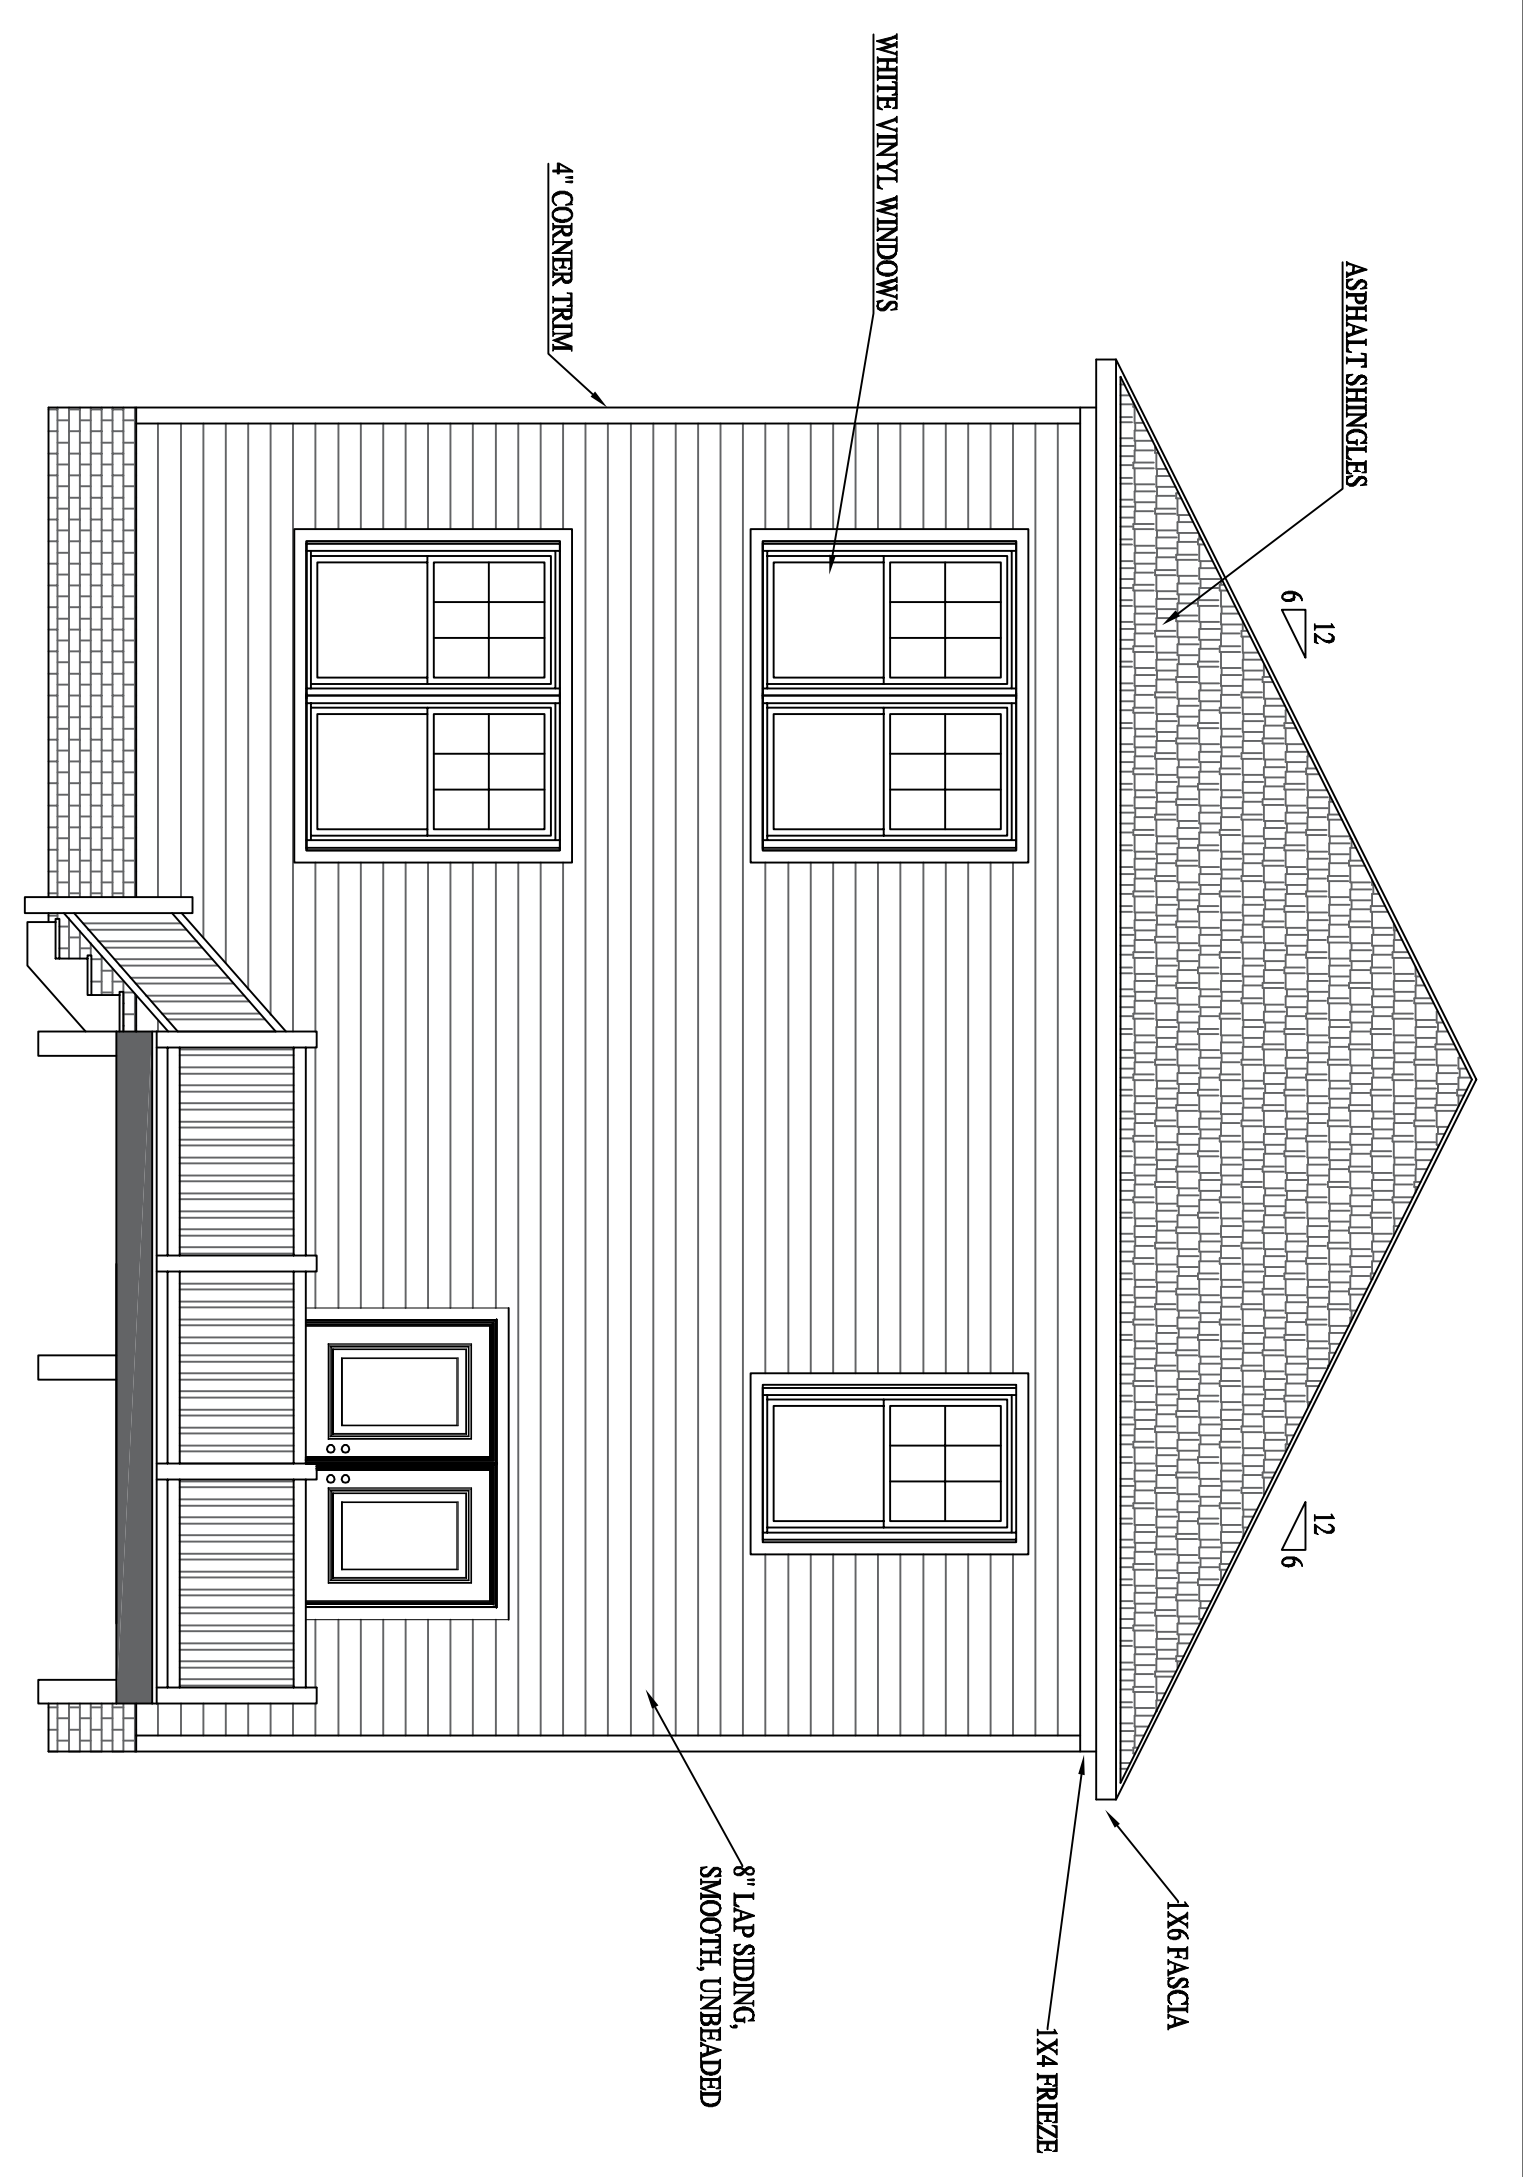 ASPHALT SHINGLES
12
6
12
6
WHITE VINYL WINDOWS
4" CORNER TRIM
1X6 FASCIA
1X4 FRIEZE
8" LAP SIDING,
SMOOTH, UNBEADED